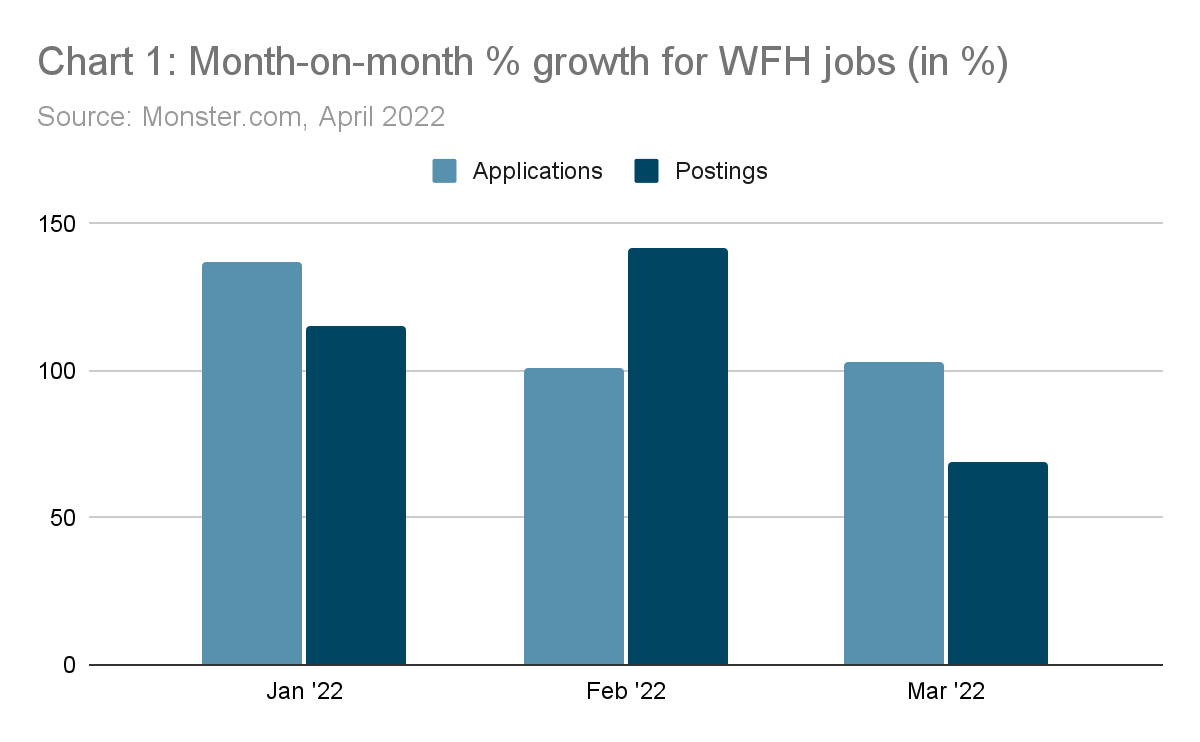 Chart 1: Month-on-month % growth for WFH jobs (in %)
Source: Monster.com, April 2022
Applications Postings
150
100
50
0
Jan '22 Feb '22 Mar '22